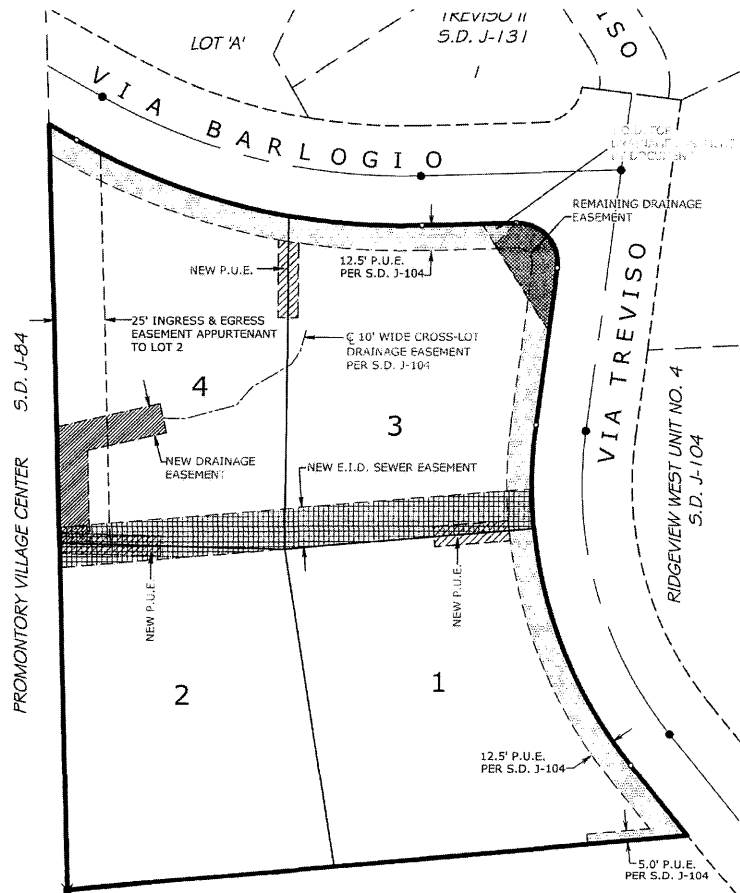 TREVISO II
S.D. J-131
LOT 'A'
1
VIA BARLOGIO
REMAINING DRAINAGE
EASEMENT
12.5' P.U.E.
PER S.D. J-104
NEW P.U.E.
25' INGRESS & EGRESS
EASEMENT APPURTENANT
TO LOT 2
℄ 10' WIDE CROSS-LOT
DRAINAGE EASEMENT
PER S.D. J-104
4
3
NEW DRAINAGE
EASEMENT
NEW E.I.D. SEWER EASEMENT
NEW P.U.E.
NEW P.U.E.
2
1
12.5' P.U.E.
PER S.D. J-104
5.0' P.U.E.
PER S.D. J-104
PROMONTORY VILLAGE CENTER S.D. J-84
VIA TREVISO
RIDGEVIEW WEST UNIT NO. 4
S.D. J-104